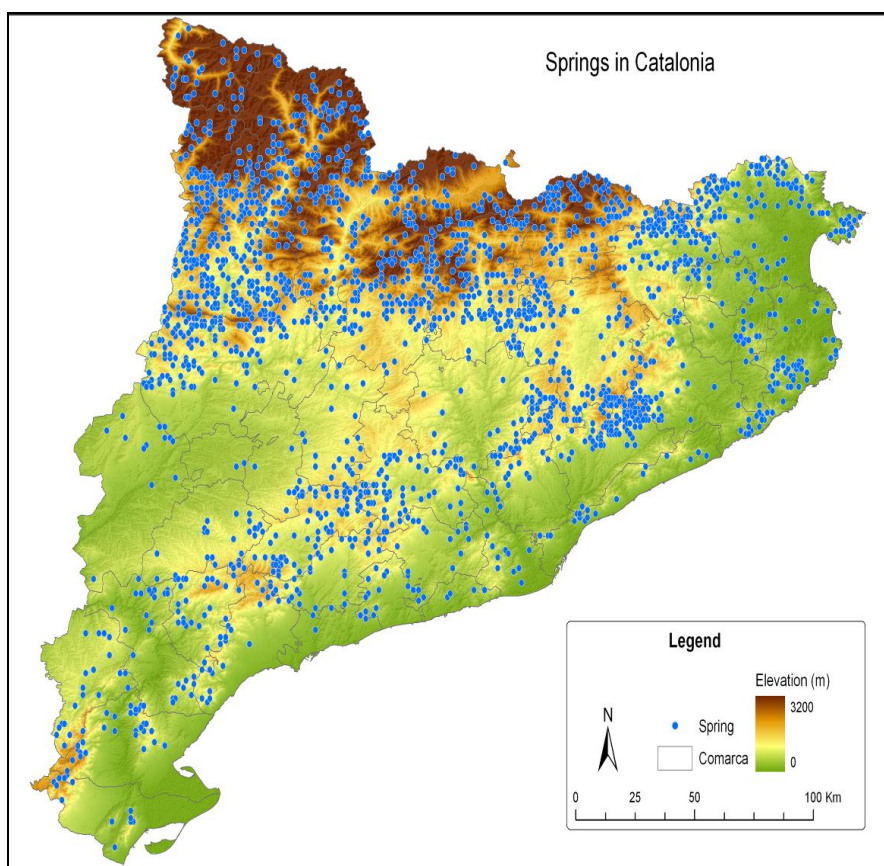 Springs in Catalonia
Legend
Elevation (m)
3200
0
N
Spring
Comarca
0 25 50 100 Km